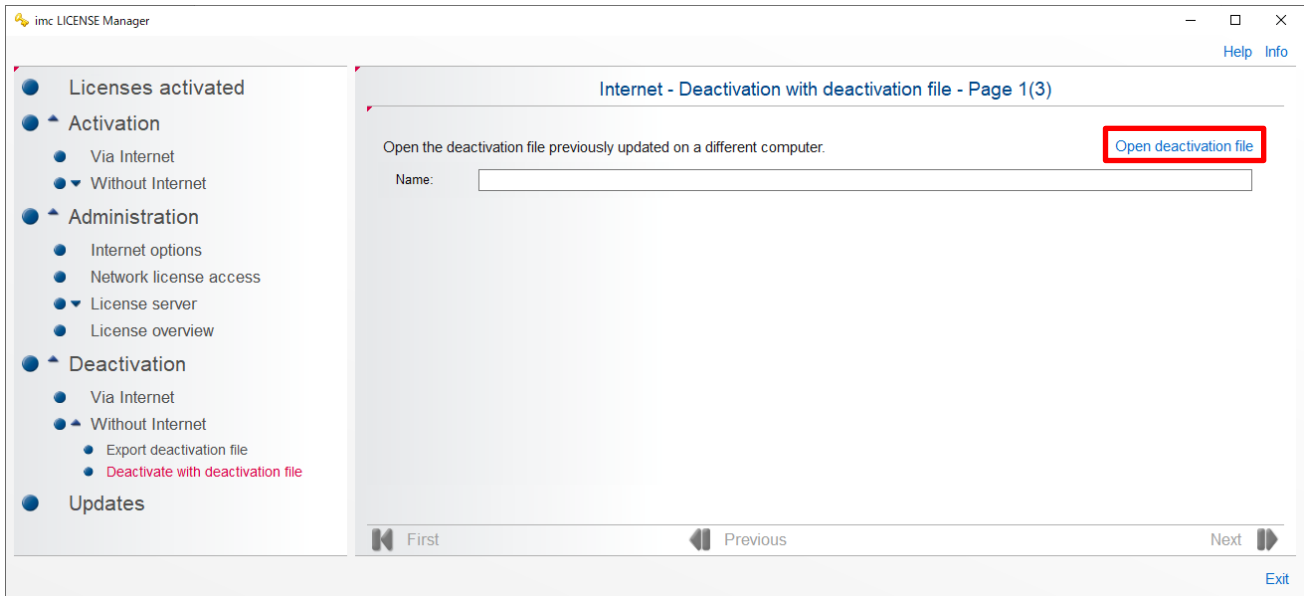 imc LICENSE Manager
Help Info
Licenses activated
Activation
Via Internet
Without Internet
Administration
Internet options
Network license access
License server
License overview
Deactivation
Via Internet
Without Internet
Export deactivation file
Deactivate with deactivation file
Updates
Internet - Deactivation with deactivation file - Page 1(3)
Open the deactivation file previously updated on a different computer.
Open deactivation file
Name:
First
Previous
Next
Exit